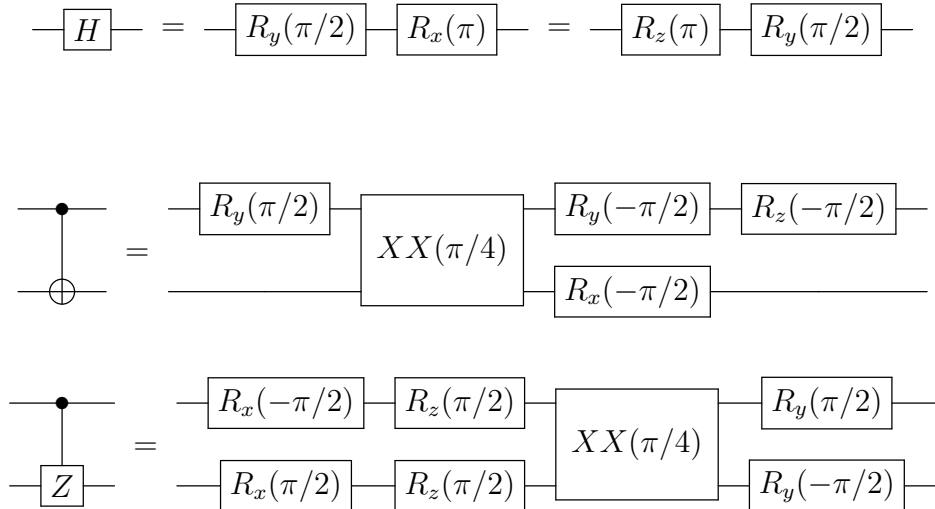 H = R_y(π/2) R_x(π) = R_z(π) R_y(π/2)
R_y(π/2) R_y(−π/2) R_z(−π/2)
= XX(π/4)
R_x(−π/2)
R_x(−π/2) R_z(π/2) R_y(π/2)
= XX(π/4)
Z R_x(π/2) R_z(π/2) R_y(−π/2)